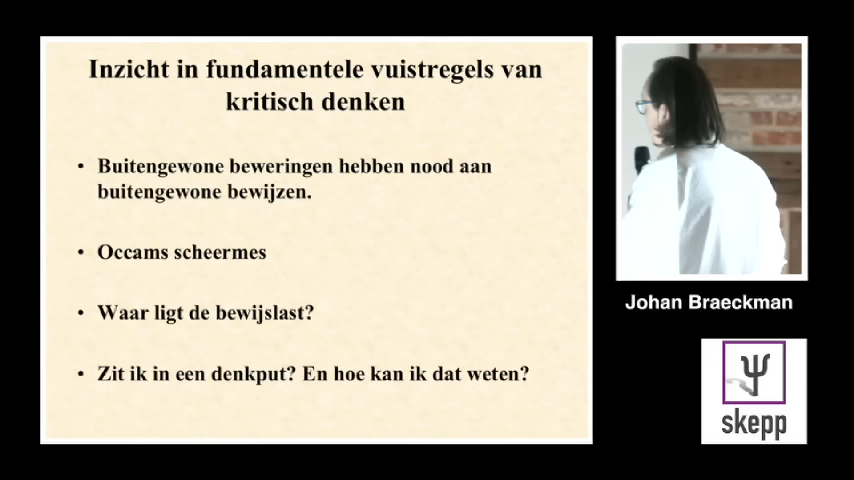 Inzicht in fundamentele vuistregels van
kritisch denken
• Buitengewone beweringen hebben nood aan
buitengewone bewijzen.
• Occams scheermes
• Waar ligt de bewijslast?
• Zit ik in een denkput? En hoe kan ik dat weten?
Johan Braeckman
skepp